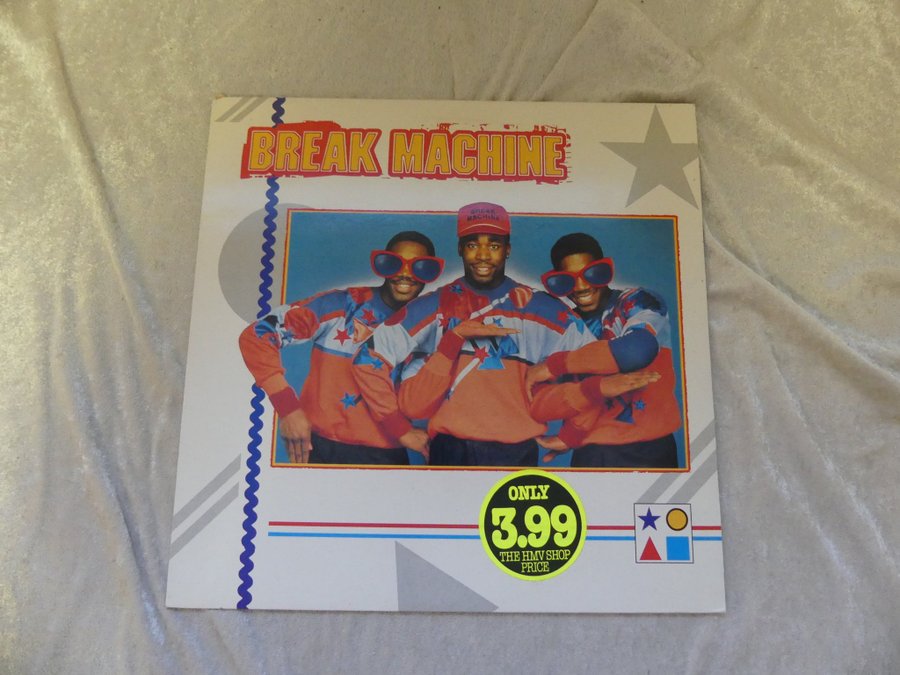 BREAK MACHINE
BREAK
MACHINE
ONLY
3.99
THE HMV SHOP
PRICE